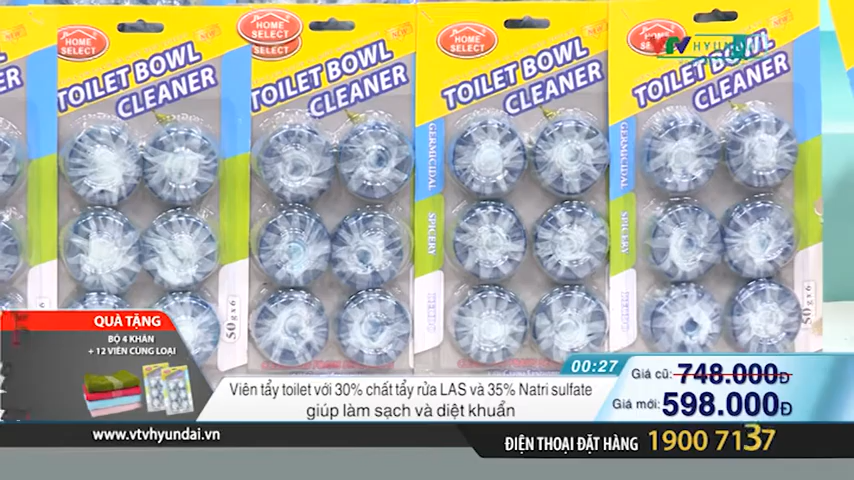 HOME SELECT
NEW
TOILET BOWL
CLEANER
HOME SELECT
NEW
TOILET BOWL
CLEANER
GERMICIDAL
SPICERY
50g x 6
HOME SELECT
NEW
TOILET BOWL
CLEANER
GERMICIDAL
SPICERY
HOME SELECT
TOILET BOWL
CLEANER
50g x 6
QUÀ TẶNG
BỘ 4 KHĂN
+ 12 VIÊN CÙNG LOẠI
Viên tẩy toilet với 30% chất tẩy rửa LAS và 35% Natri sulfate
giúp làm sạch và diệt khuẩn
00:27
Giá cũ: 748.000Đ
Giá mới: 598.000Đ
www.vtvhyundai.vn
ĐIỆN THOẠI ĐẶT HÀNG 1900 7137